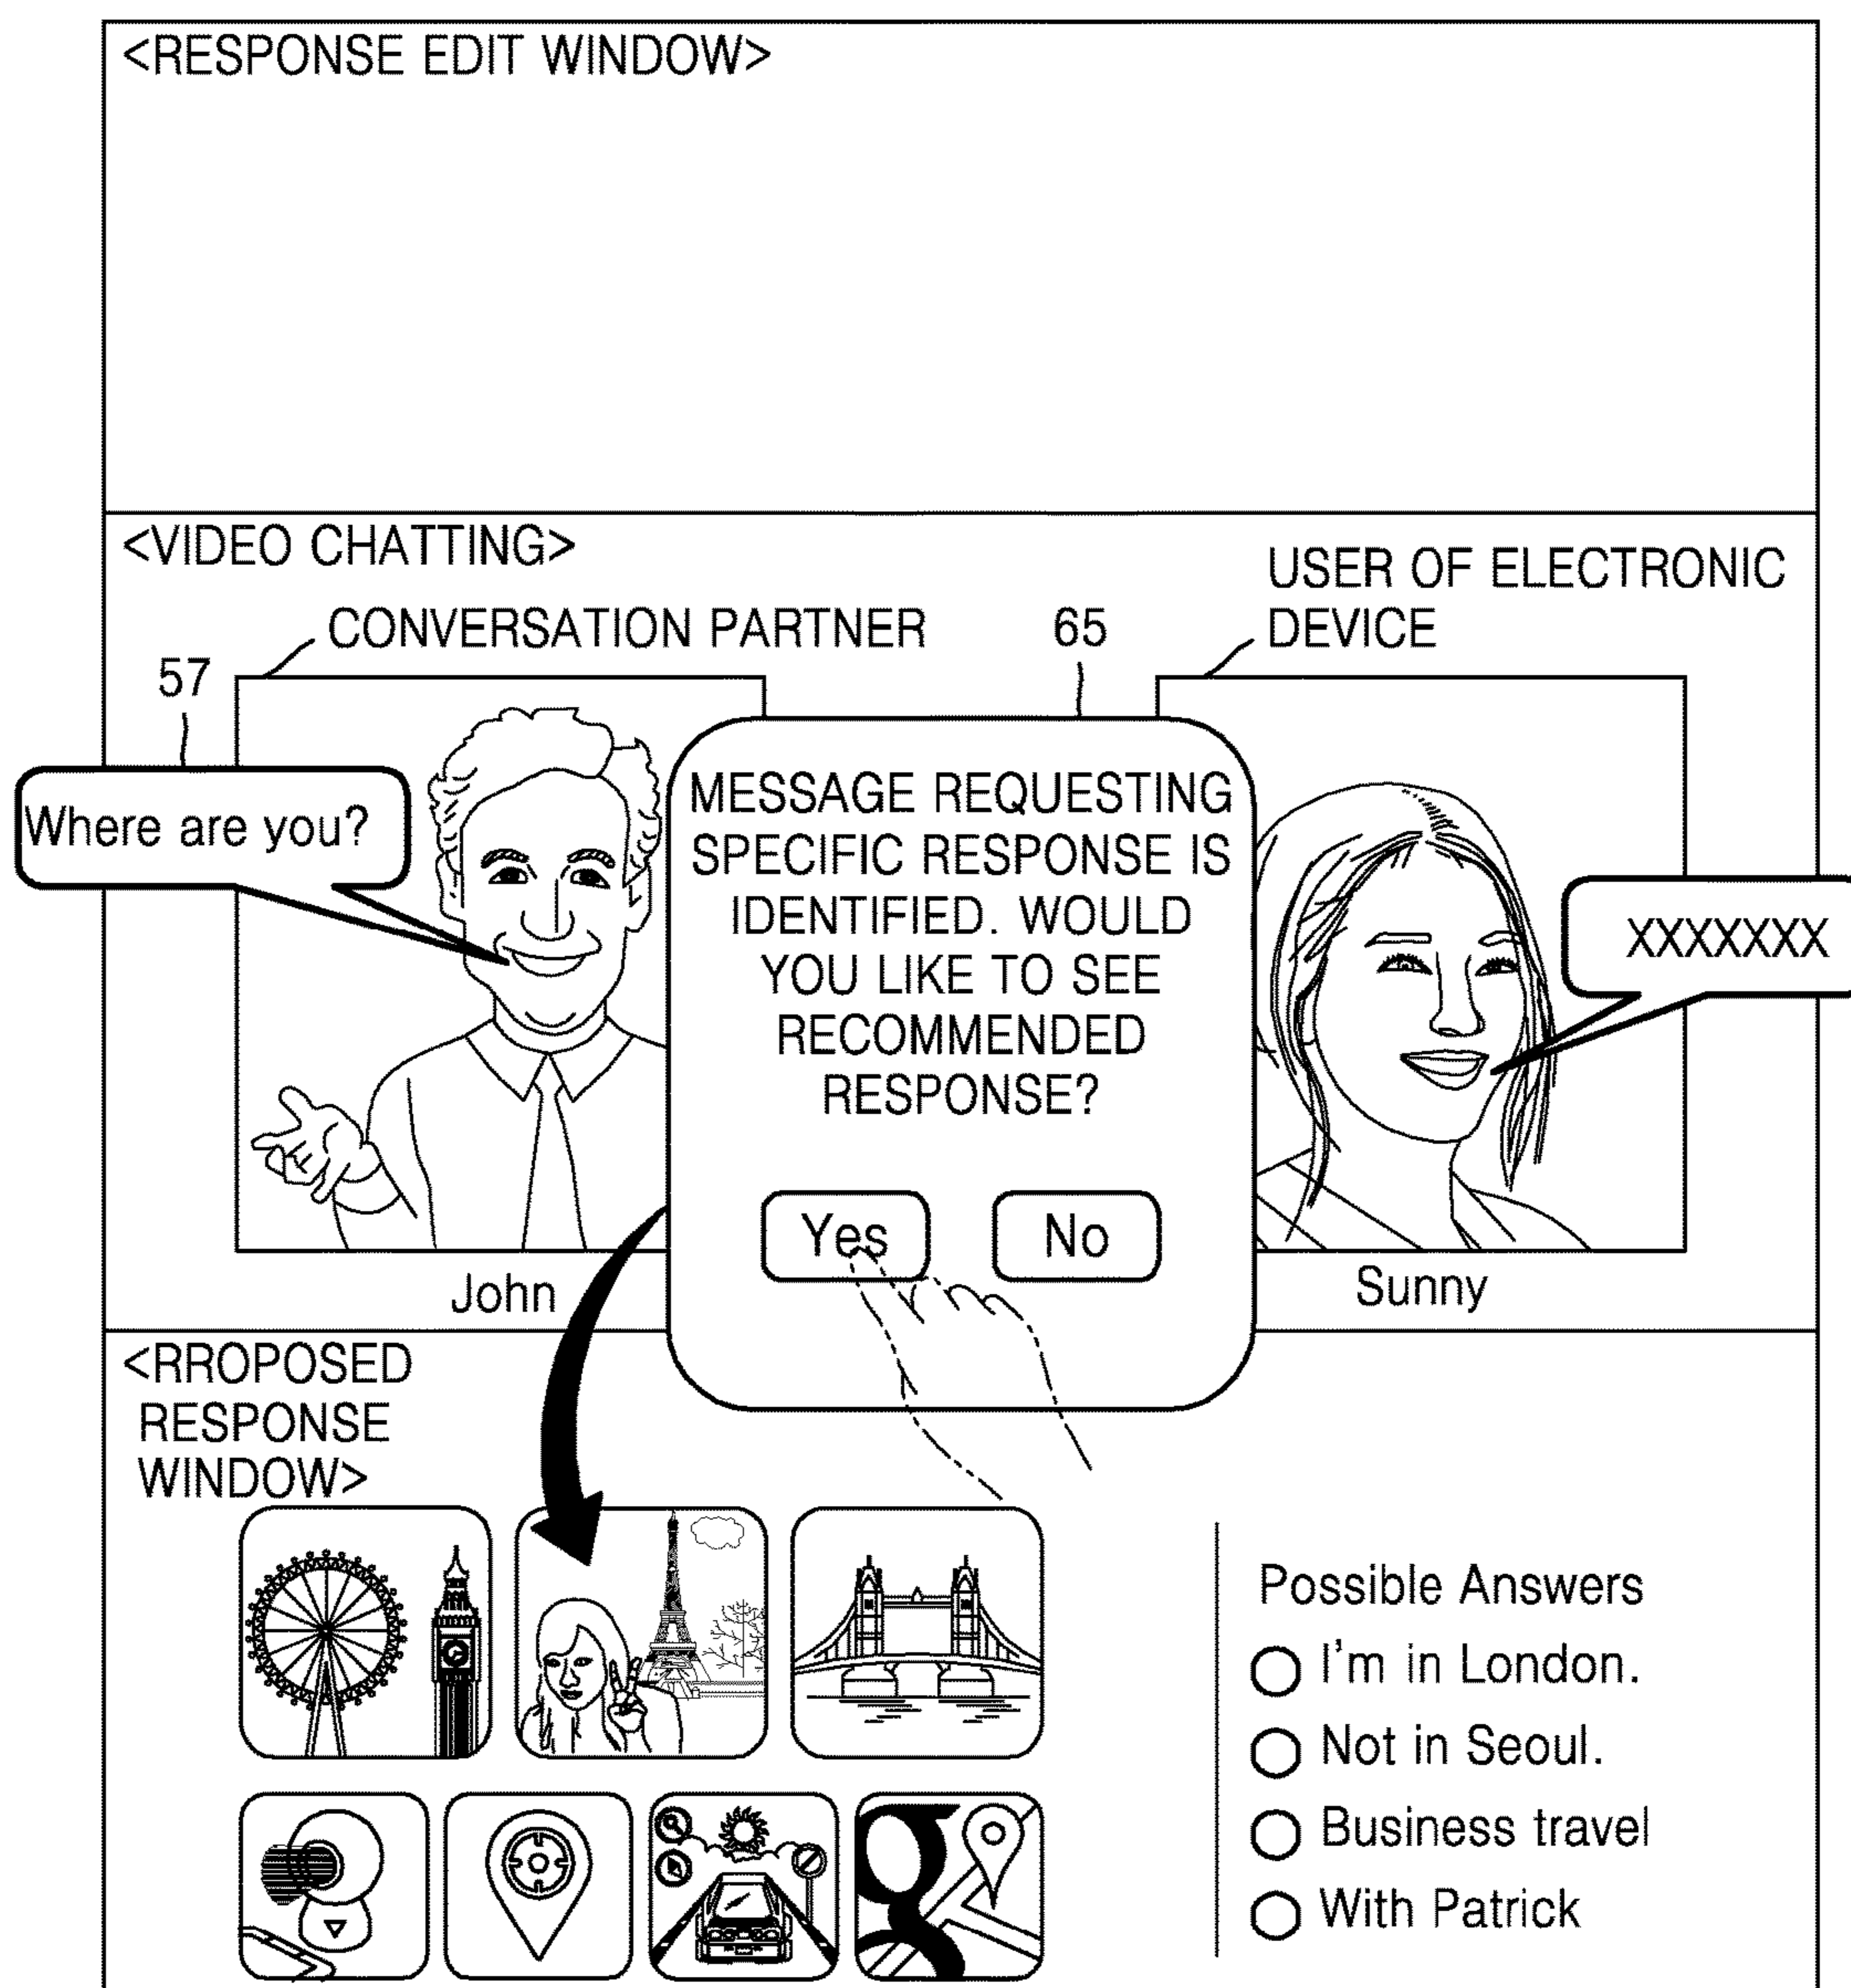 <RESPONSE EDIT WINDOW>
<VIDEO CHATTING>
USER OF ELECTRONIC
DEVICE
CONVERSATION PARTNER
65
57
Where are you?
MESSAGE REQUESTING
SPECIFIC RESPONSE IS
IDENTIFIED. WOULD
YOU LIKE TO SEE
RECOMMENDED
RESPONSE?
XXXXXXX
Yes
No
John
Sunny
<RROPOSED
RESPONSE
WINDOW>
Possible Answers
I'm in London.
Not in Seoul.
Business travel
With Patrick